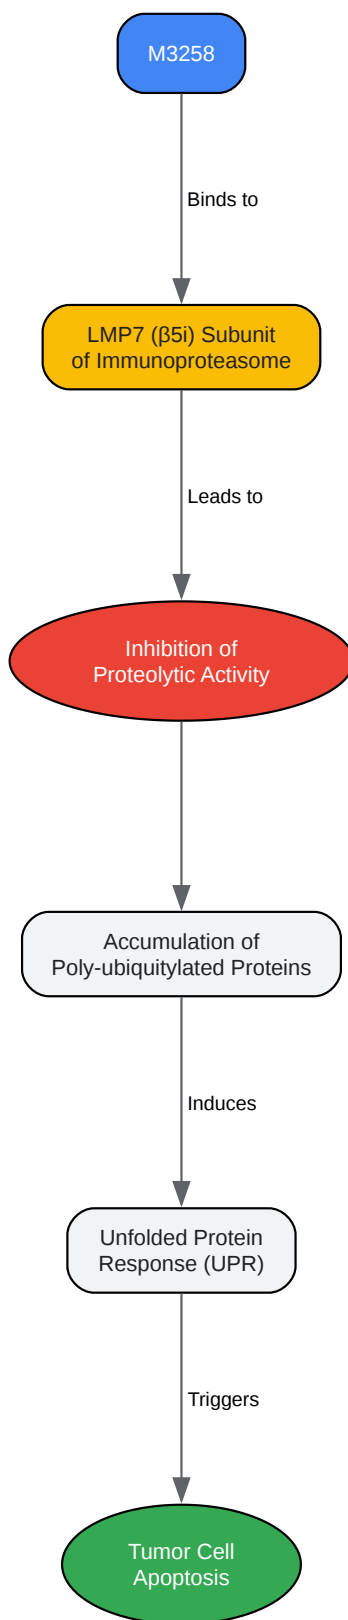 M3258
Binds to
LMP7 (β5i) Subunit
of Immunoproteasome
Leads to
Inhibition of
Proteolytic Activity
Accumulation of
Poly-ubiquitylated Proteins
Induces
Unfolded Protein
Response (UPR)
Triggers
Tumor Cell
Apoptosis